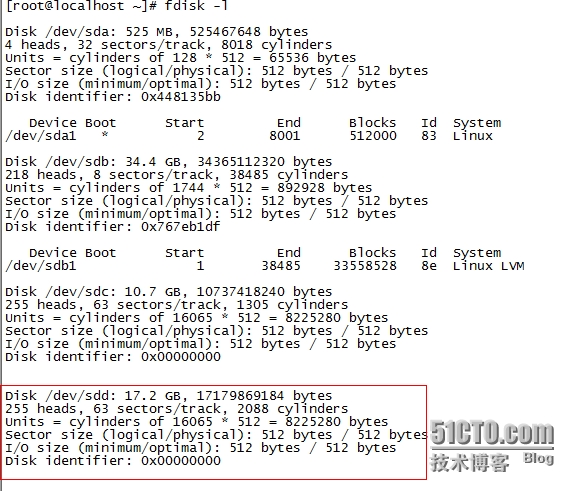 [root@localhost ~]# fdisk -l
Disk /dev/sda: 525 MB, 525467648 bytes
4 heads, 32 sectors/track, 8018 cylinders
Units = cylinders of 128 * 512 = 65536 bytes
Sector size (logical/physical): 512 bytes / 512 bytes
I/O size (minimum/optimal): 512 bytes / 512 bytes
Disk identifier: 0x448135bb
Device Boot Start End Blocks Id System
/dev/sda1 * 2 8001 512000 83 Linux
Disk /dev/sdb: 34.4 GB, 34365112320 bytes
218 heads, 8 sectors/track, 38485 cylinders
Units = cylinders of 1744 * 512 = 892928 bytes
Sector size (logical/physical): 512 bytes / 512 bytes
I/O size (minimum/optimal): 512 bytes / 512 bytes
Disk identifier: 0x767eb1df
Device Boot Start End Blocks Id System
/dev/sdb1 1 38485 33558528 8e Linux LVM
Disk /dev/sdc: 10.7 GB, 10737418240 bytes
255 heads, 63 sectors/track, 1305 cylinders
Units = cylinders of 16065 * 512 = 8225280 bytes
Sector size (logical/physical): 512 bytes / 512 bytes
I/O size (minimum/optimal): 512 bytes / 512 bytes
Disk identifier: 0x00000000
Disk /dev/sdd: 17.2 GB, 17179869184 bytes
255 heads, 63 sectors/track, 2088 cylinders
Units = cylinders of 16065 * 512 = 8225280 bytes
Sector size (logical/physical): 512 bytes / 512 bytes
I/O size (minimum/optimal): 512 bytes / 512 bytes
Disk identifier: 0x00000000
51CTO.com
技术博客 Blog